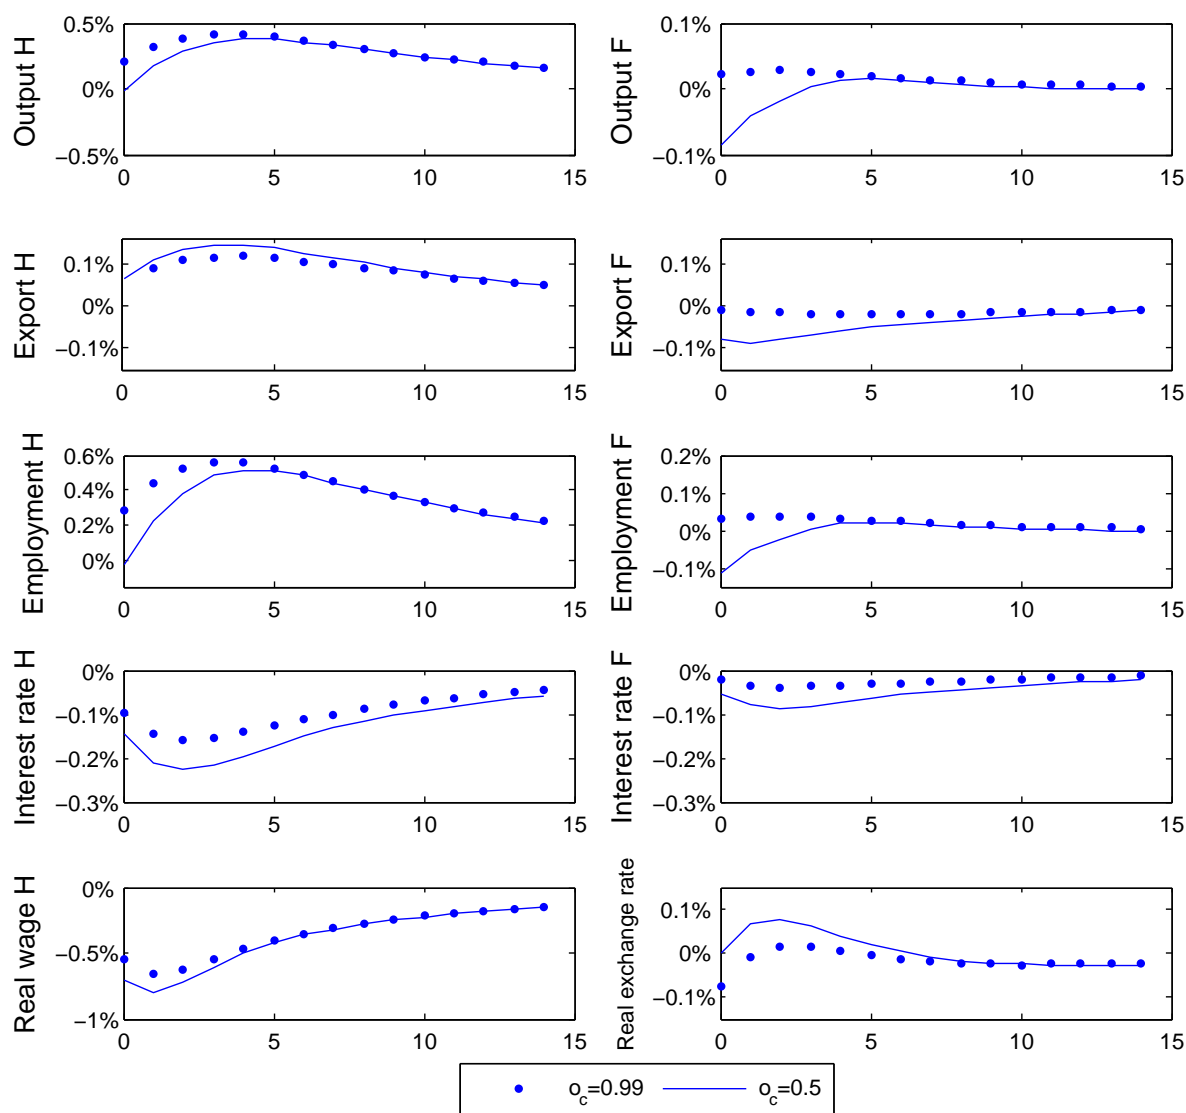 Output H
0.5%
0%
−0.5%
0 5 10 15
Output F
0.1%
0%
−0.1%
0 5 10 15
Export H
0.1%
0%
−0.1%
0 5 10 15
Export F
0.1%
0%
−0.1%
0 5 10 15
Employment H
0.6%
0.4%
0.2%
0%
0 5 10 15
Employment F
0.2%
0.1%
0%
−0.1%
0 5 10 15
Interest rate H
0%
−0.1%
−0.2%
−0.3%
0 5 10 15
Interest rate F
0%
−0.1%
−0.2%
−0.3%
0 5 10 15
Real wage H
0%
−0.5%
−1%
0 5 10 15
Real exchange rate
0.1%
0%
−0.1%
0 5 10 15
o_c=0.99 o_c=0.5